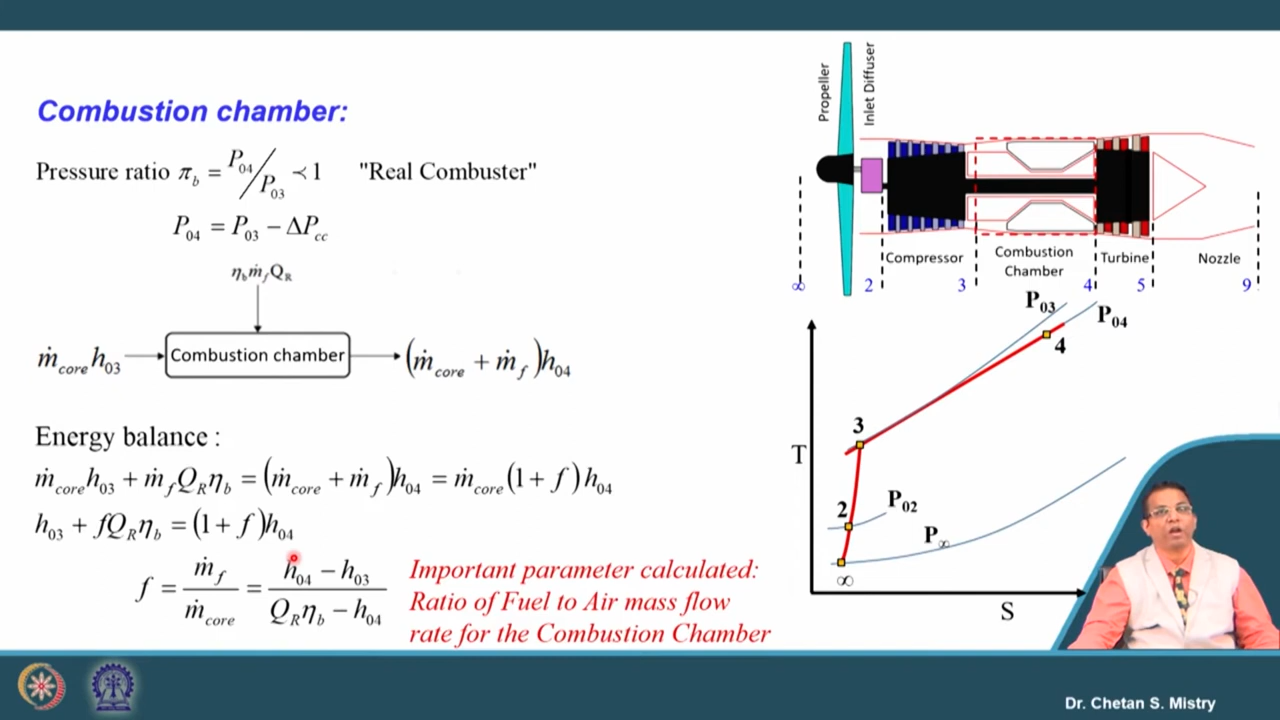 Combustion chamber:
Pressure ratio π_b = P_04/P_03 ≺ 1 "Real Combuster"
P_04 = P_03 − ΔP_cc
η_b ṁ_f Q_R
ṁ_core h_03
Combustion chamber
(ṁ_core + ṁ_f)h_04
Energy balance :
ṁ_core h_03 + ṁ_f Q_R η_b = (ṁ_core + ṁ_f)h_04 = ṁ_core (1 + f)h_04
h_03 + fQ_R η_b = (1 + f)h_04
f = ṁ_f/ṁ_core = (h_04 − h_03)/(Q_R η_b − h_04)
Important parameter calculated:
Ratio of Fuel to Air mass flow
rate for the Combustion Chamber
Propeller
Inlet Diffuser
Compressor
Combustion
Chamber
Turbine
Nozzle
∞ 2 3 4 5 9
P_03
P_04
4
3
T
2
P_02
P_∞
∞
S
Dr. Chetan S. Mistry